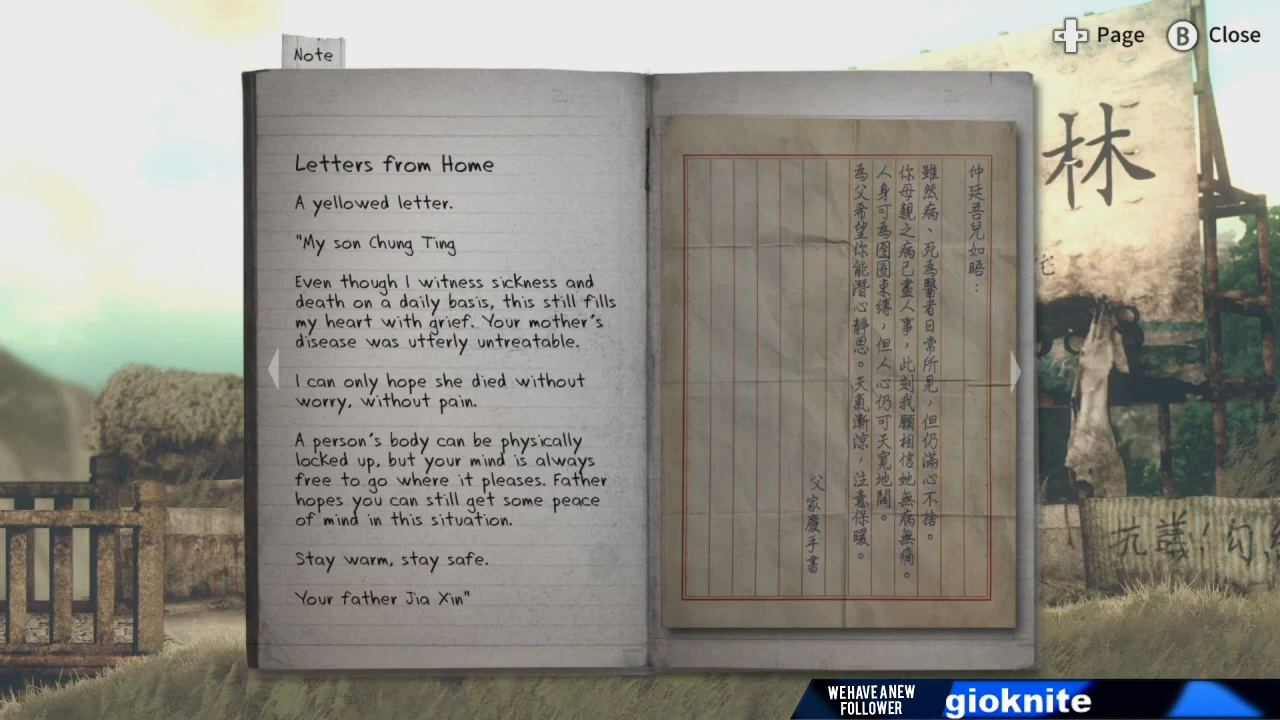 Page
B
Close
Note
Letters from Home
A yellowed letter.
"My son Chung Ting
Even though I witness sickness and
death on a daily basis, this still fills
my heart with grief. Your mother's
disease was utterly untreatable.
I can only hope she died without
worry, without pain.
A person's body can be physically
locked up, but your mind is always
free to go where it pleases. Father
hopes you can still get some peace
of mind in this situation.
Stay warm, stay safe.
Your father Jia Xin"
仲廷吾兒如晤：
雖然病、死為醫者日常所見，但仍滿心不捨。
你母親之病已盡人事，此刻我願相信她無病無痛。
人身可為囹圄束縛，但人心仍可天寬地闊。
為父希望你能潛心靜思。天氣漸涼，注意保暖。
父家慶手書
林
宅
抗議
WE HAVE A NEW
FOLLOWER
gioknite